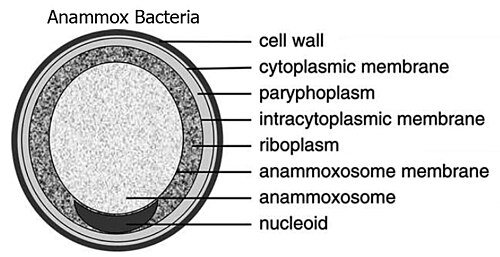 Anammox Bacteria
cell wall
cytoplasmic membrane
paryphoplasm
intracytoplasmic membrane
riboplasm
anammoxosome membrane
anammoxosome
nucleoid